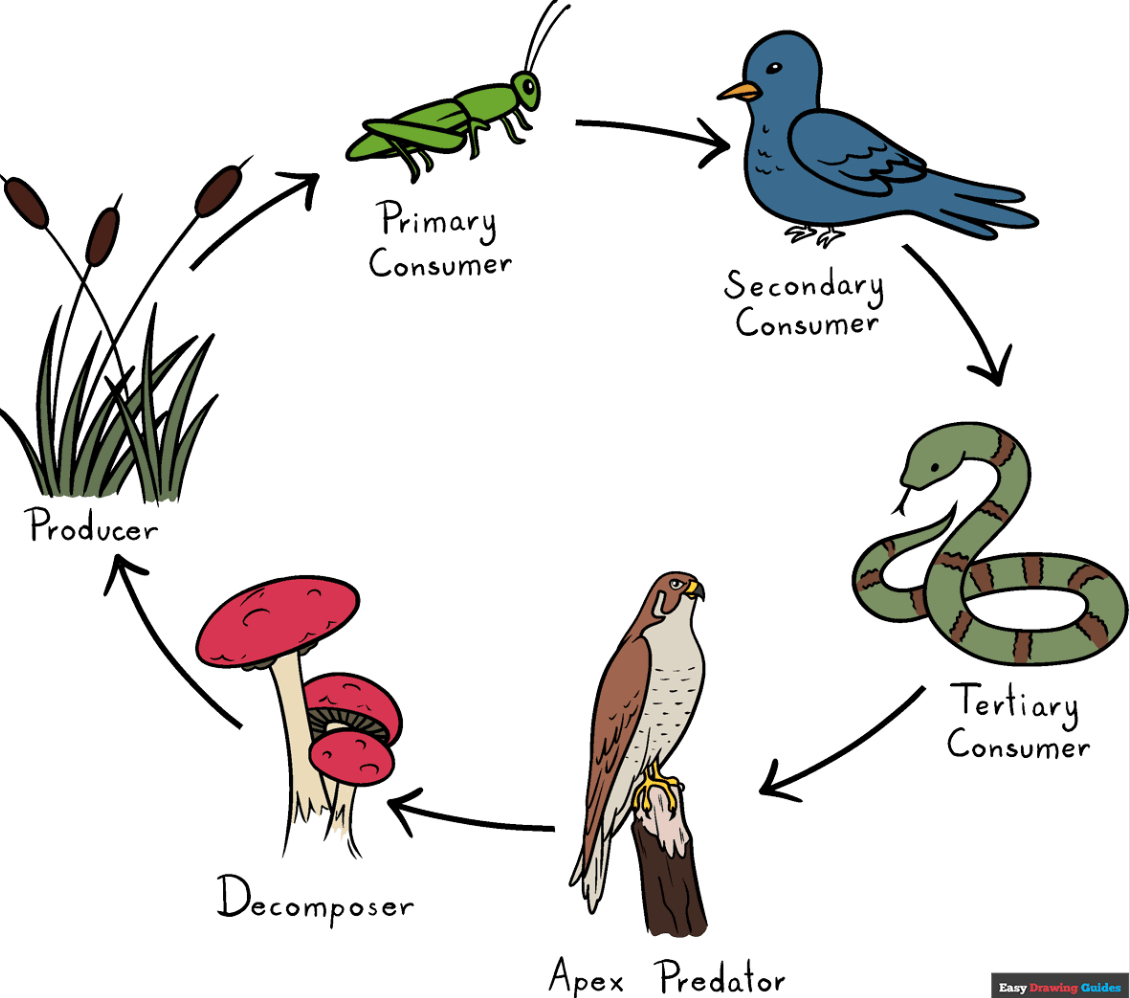 Primary
Consumer
Secondary
Consumer
Producer
Tertiary
Consumer
Decomposer
Apex Predator
Easy Drawing Guides